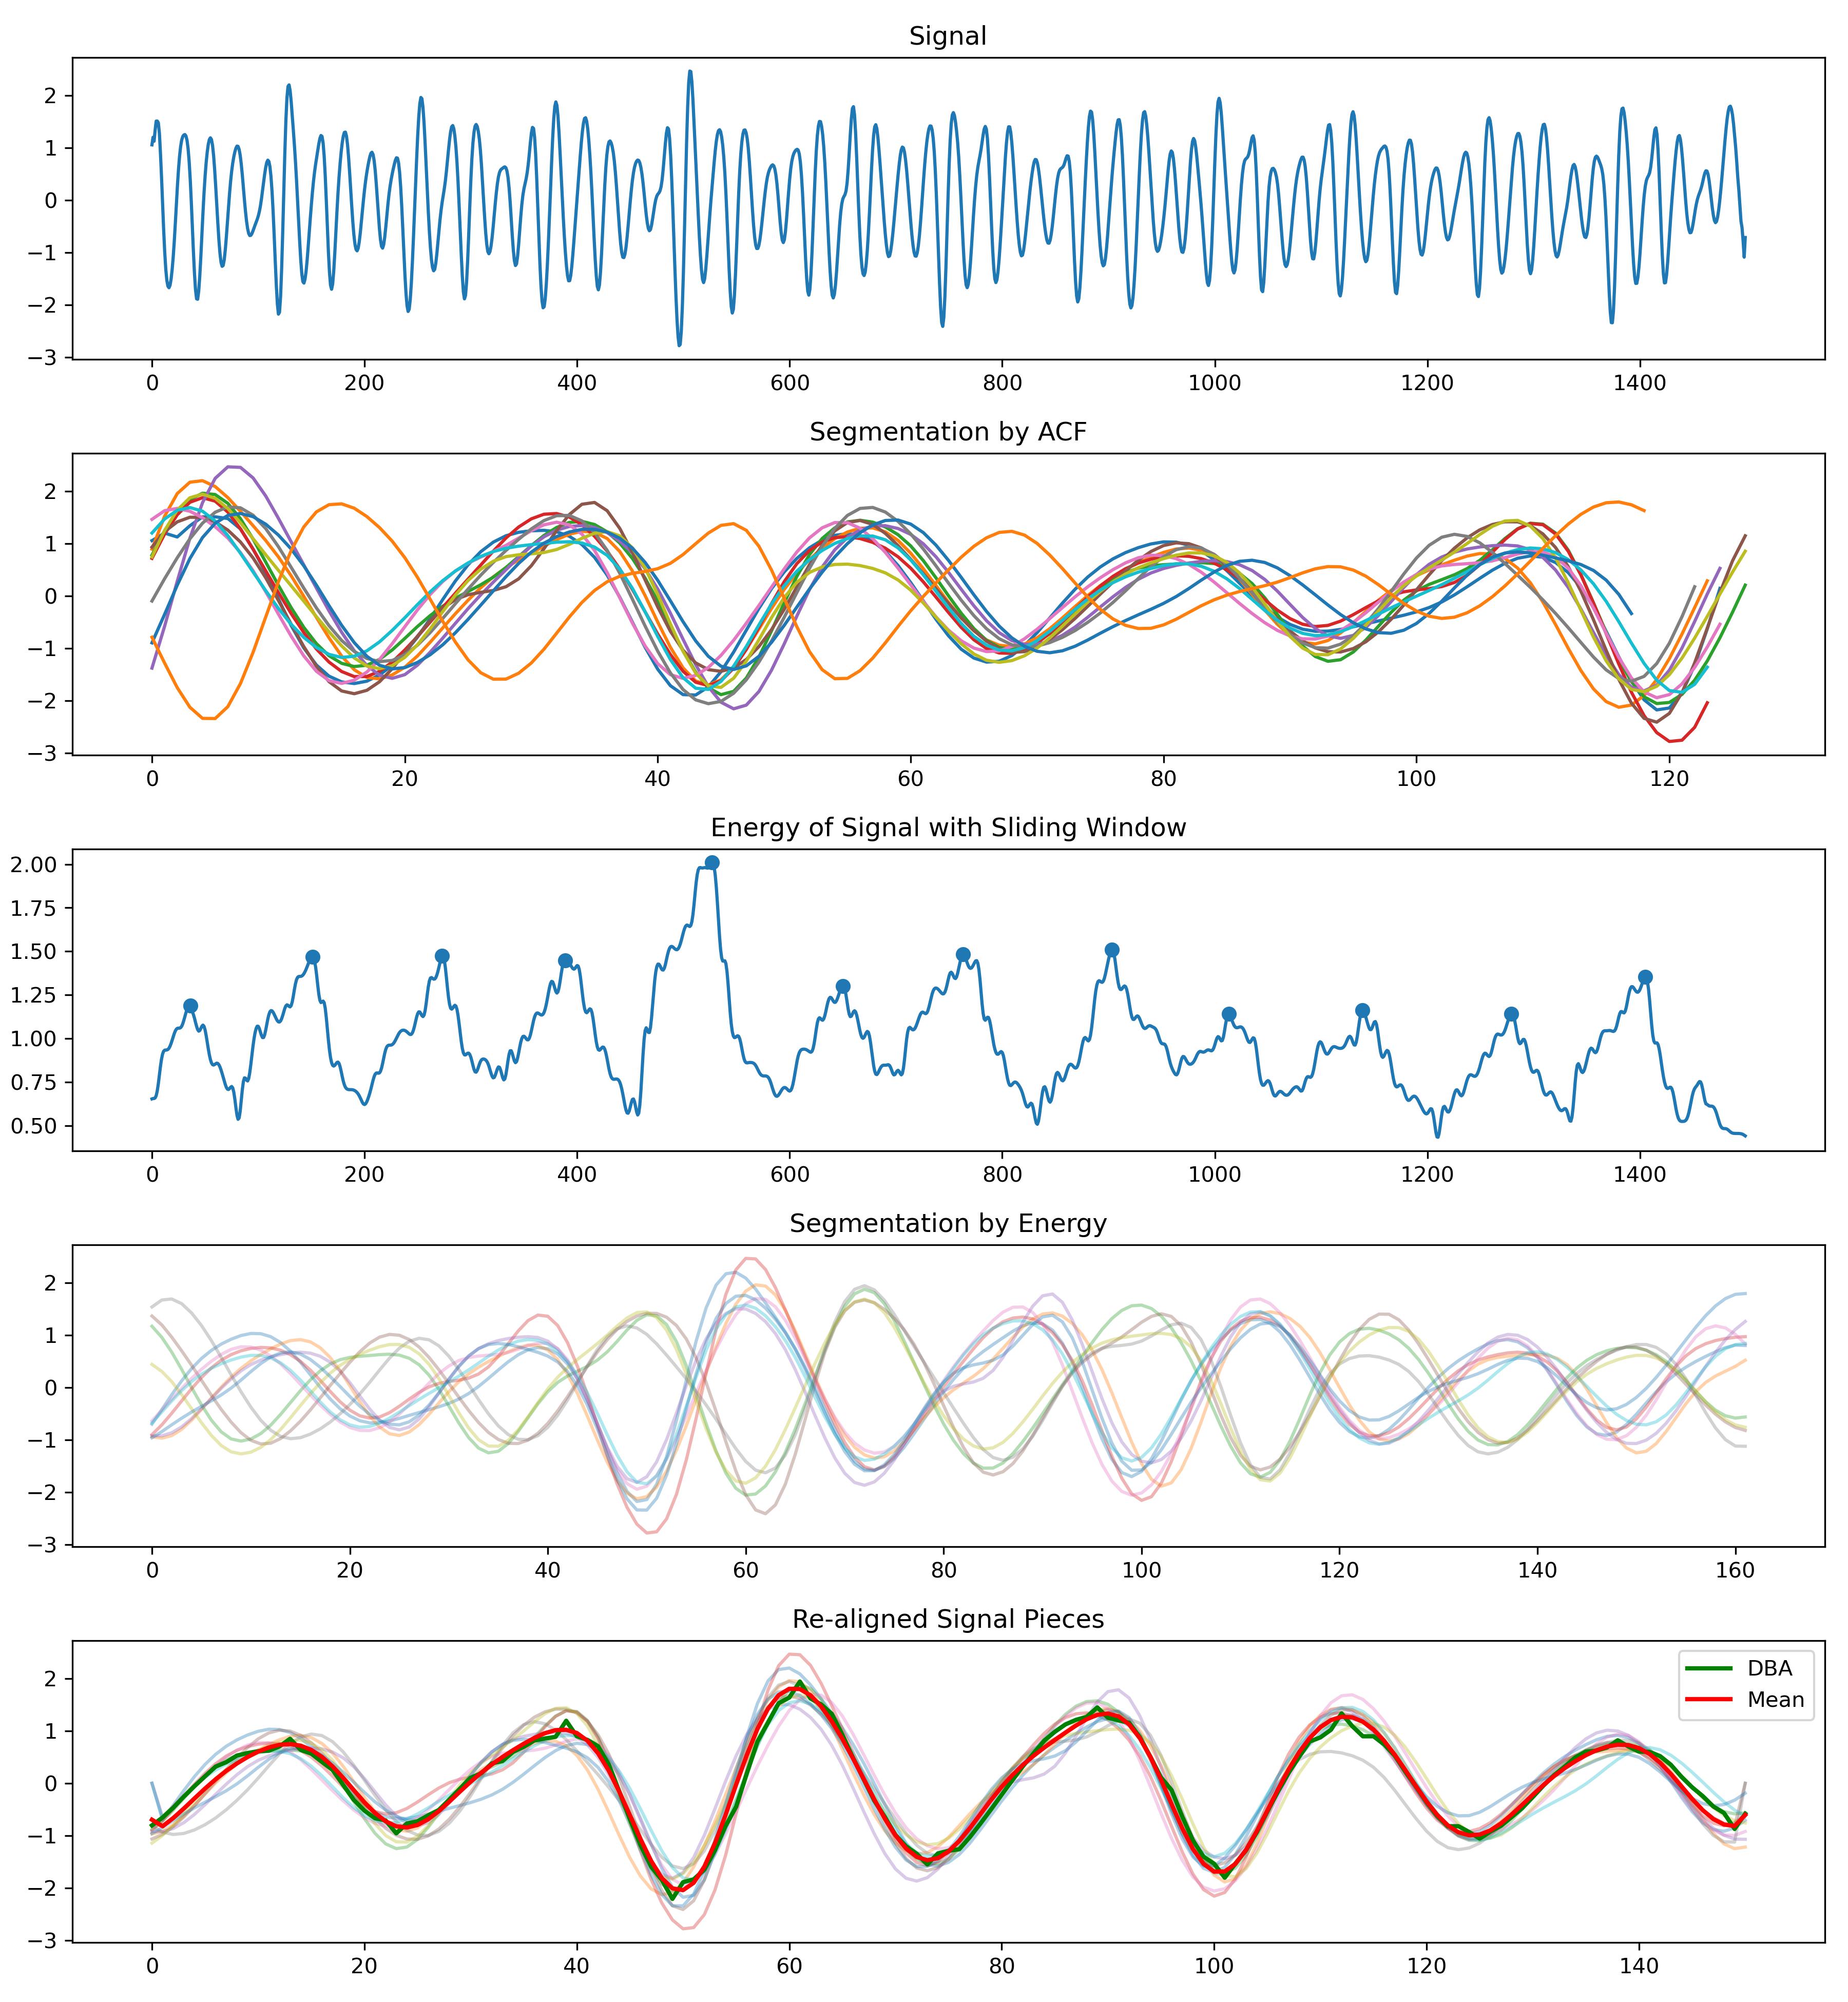 Signal
2
1
0
−1
−2
−3
0 200 400 600 800 1000 1200 1400
Segmentation by ACF
2
1
0
−1
−2
−3
0 20 40 60 80 100 120
Energy of Signal with Sliding Window
2.00
1.75
1.50
1.25
1.00
0.75
0.50
0 200 400 600 800 1000 1200 1400
Segmentation by Energy
2
1
0
−1
−2
−3
0 20 40 60 80 100 120 140 160
Re-aligned Signal Pieces
DBA
Mean
2
1
0
−1
−2
−3
0 20 40 60 80 100 120 140